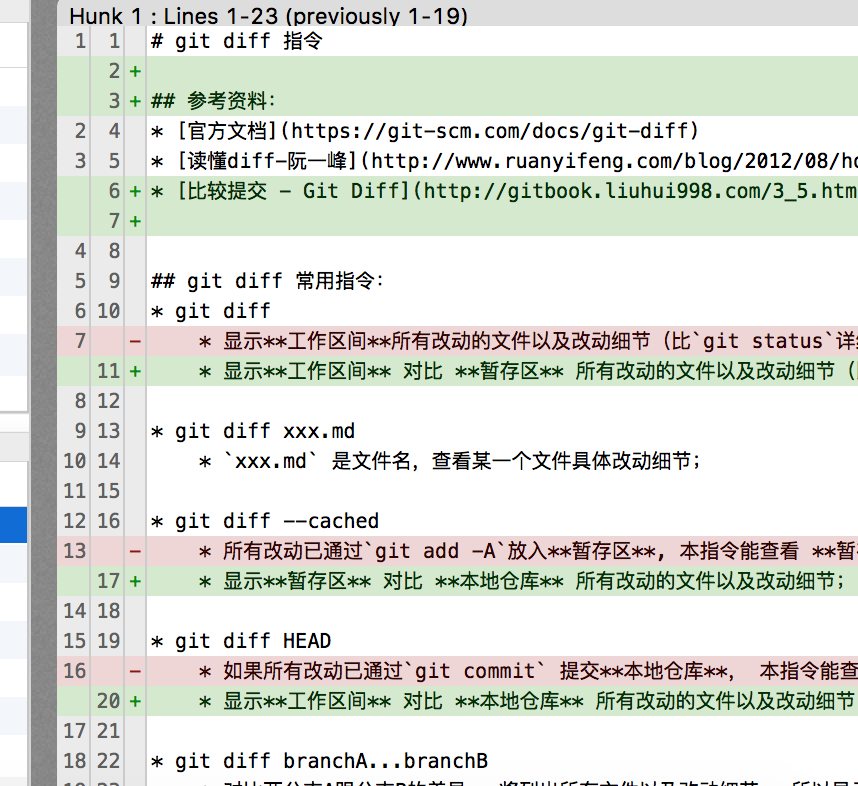 Hunk 1 : Lines 1-23 (previously 1-19)
1 1 # git diff 指令
2 +
3 + ## 参考资料：
2 4 * [官方文档](https://git-scm.com/docs/git-diff)
3 5 * [读懂diff-阮一峰](http://www.ruanyifeng.com/blog/2012/08/ho
6 + * [比较提交 - Git Diff](http://gitbook.liuhui998.com/3_5.htm
7 +
4 8
5 9 ## git diff 常用指令：
6 10 * git diff
7 - * 显示**工作区间**所有改动的文件以及改动细节（比`git status`详
11 + * 显示**工作区间** 对比 **暂存区** 所有改动的文件以及改动细节（
8 12
9 13 * git diff xxx.md
10 14 * `xxx.md` 是文件名，查看某一个文件具体改动细节；
11 15
12 16 * git diff --cached
13 - * 所有改动已通过`git add -A`放入**暂存区**, 本指令能查看 **暂
17 + * 显示**暂存区** 对比 **本地仓库** 所有改动的文件以及改动细节；
14 18
15 19 * git diff HEAD
16 - * 如果所有改动已通过`git commit` 提交**本地仓库**， 本指令能查
20 + * 显示**工作区间** 对比 **本地仓库** 所有改动的文件以及改动细节
17 21
18 22 * git diff branchA...branchB